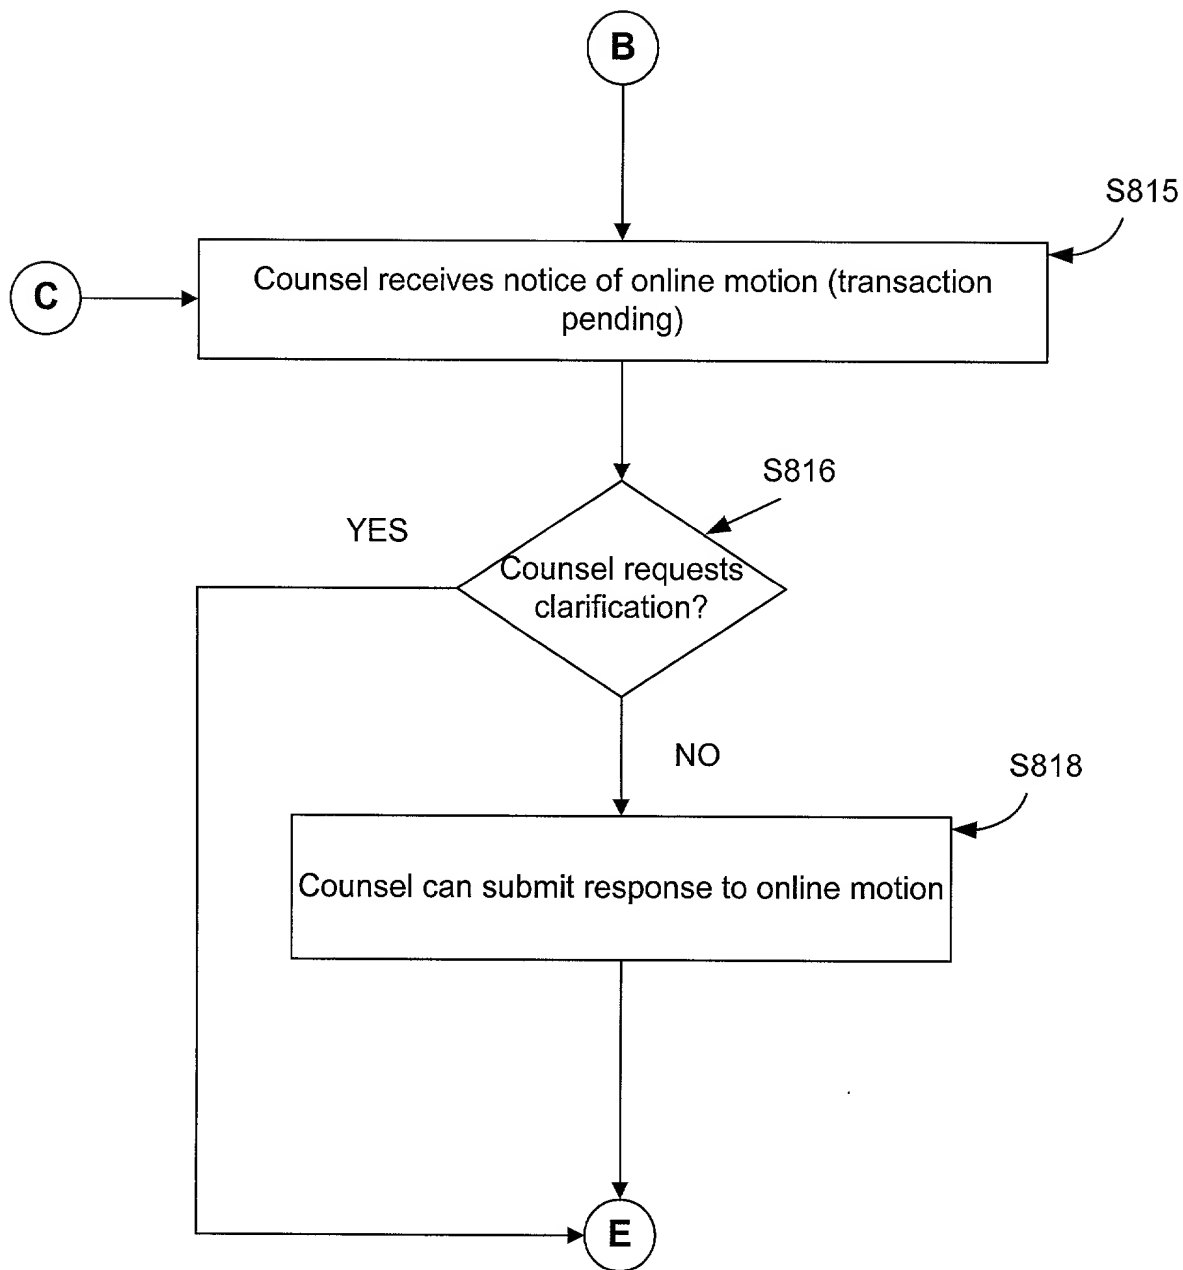 B
S815
C
Counsel receives notice of online motion (transaction
pending)
S816
YES
Counsel requests
clarification?
NO
S818
Counsel can submit response to online motion
E